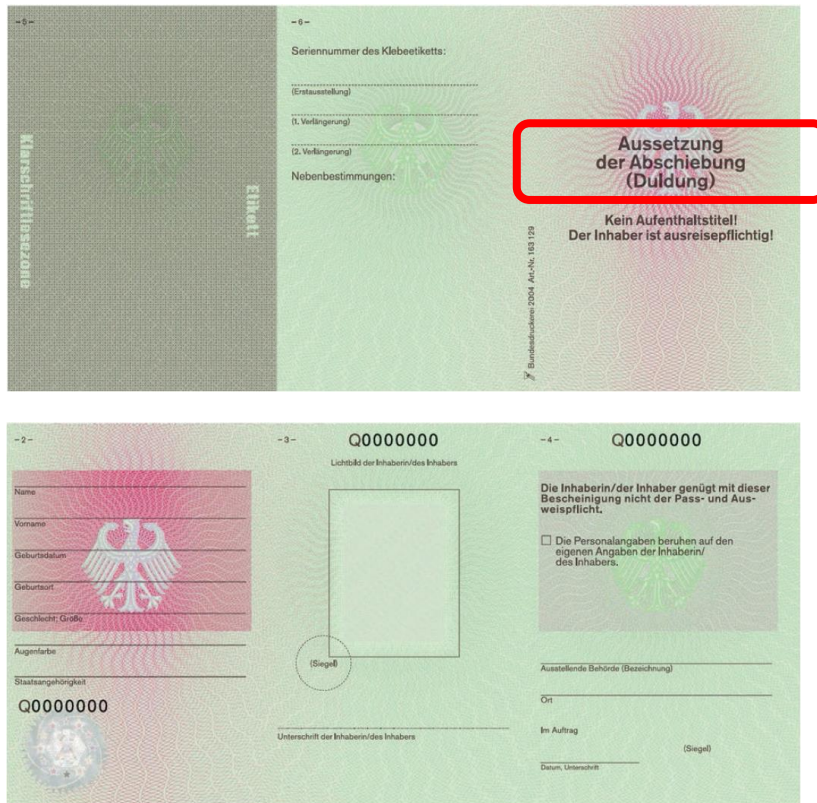 -5-
Klarschriftlesezone
Etikett
-6-
Seriennummer des Klebeetiketts:
(Erstausstellung)
(1. Verlängerung)
(2. Verlängerung)
Nebenbestimmungen:
Bundesdruckerei 2004 Art.-Nr. 163 129
Aussetzung
der Abschiebung
(Duldung)
Kein Aufenthaltstitel!
Der Inhaber ist ausreisepflichtig!
-2-
Name
Vorname
Geburtsdatum
Geburtsort
Geschlecht; Größe
Augenfarbe
Staatsangehörigkeit
Q0000000
-3-
Q0000000
Lichtbild der Inhaberin/des Inhabers
(Siegel)
Unterschrift der Inhaberin/des Inhabers
-4-
Q0000000
Die Inhaberin/der Inhaber genügt mit dieser
Bescheinigung nicht der Pass- und Aus-
weispflicht.
Die Personalangaben beruhen auf den
eigenen Angaben der Inhaberin/
des Inhabers.
Ausstellende Behörde (Bezeichnung)
Ort
Im Auftrag
(Siegel)
Datum, Unterschrift